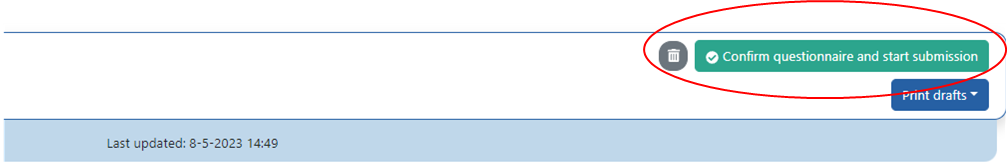 Confirm questionnaire and start submission
Print drafts
Last updated: 8-5-2023 14:49